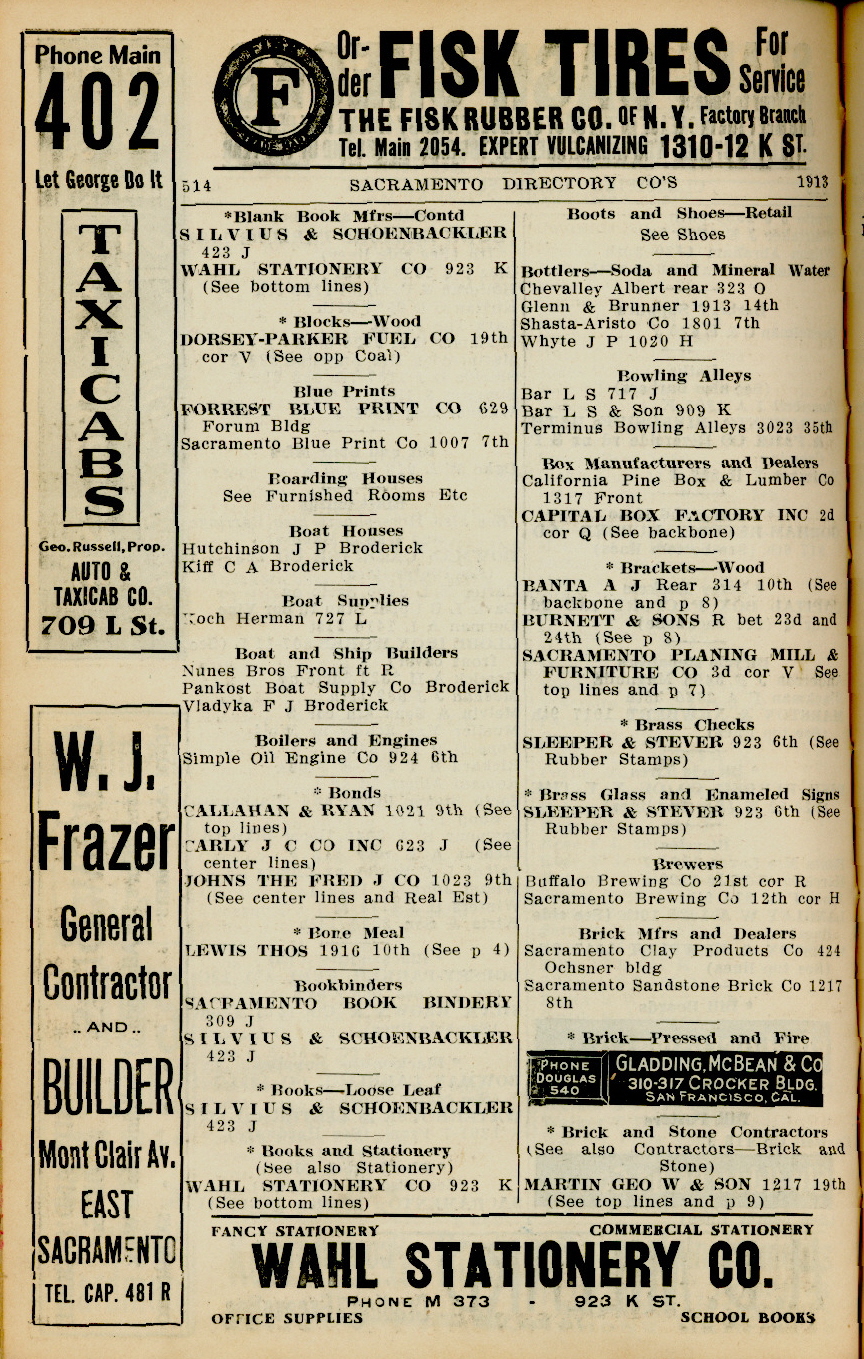 Phone Main
402
Let George Do It
TAXICABS
Geo. Russell, Prop.
AUTO &
TAXICAB CO.
709 L St.
W. J.
Frazer
General
Contractor
.. AND ..
BUILDER
Mont Clair Av.
EAST
SACRAMENTO
TEL. CAP. 481 R
F
Or-
der
FISK TIRES
For
Service
THE FISK RUBBER CO. OF N. Y. Factory Branch
Tel. Main 2054. EXPERT VULCANIZING 1310-12 K ST.
514 SACRAMENTO DIRECTORY CO'S 1913
*Blank Book Mfrs—Contd
SILVIUS & SCHOENBACKLER
423 J
WAHL STATIONERY CO 923 K
(See bottom lines)
* Blocks—Wood
DORSEY-PARKER FUEL CO 19th
cor V (See opp Coal)
Blue Prints
FORREST BLUE PRINT CO 629
Forum Bldg
Sacramento Blue Print Co 1007 7th
Boarding Houses
See Furnished Rooms Etc
Boat Houses
Hutchinson J P Broderick
Kiff C A Broderick
Boat Supplies
Koch Herman 727 L
Boat and Ship Builders
Nunes Bros Front ft R
Pankost Boat Supply Co Broderick
Vladyka F J Broderick
Boilers and Engines
Simple Oil Engine Co 924 6th
* Bonds
CALLAHAN & RYAN 1021 9th (See
top lines)
CARLY J C CO INC 623 J (See
center lines)
JOHNS THE FRED J CO 1023 9th
(See center lines and Real Est)
* Bone Meal
LEWIS THOS 1916 10th (See p 4)
Bookbinders
SACRAMENTO BOOK BINDERY
309 J
SILVIUS & SCHOENBACKLER
423 J
* Books—Loose Leaf
SILVIUS & SCHOENBACKLER
423 J
* Books and Stationery
(See also Stationery)
WAHL STATIONERY CO 923 K
(See bottom lines)
Boots and Shoes—Retail
See Shoes
Bottlers—Soda and Mineral Water
Chevalley Albert rear 323 O
Glenn & Brunner 1913 14th
Shasta-Aristo Co 1801 7th
Whyte J P 1020 H
Bowling Alleys
Bar L S 717 J
Bar L S & Son 909 K
Terminus Bowling Alleys 3023 35th
Box Manufacturers and Dealers
California Pine Box & Lumber Co
1317 Front
CAPITAL BOX FACTORY INC 2d
cor Q (See backbone)
* Brackets—Wood
BANTA A J Rear 314 10th (See
backbone and p 8)
BURNETT & SONS R bet 23d and
24th (See p 8)
SACRAMENTO PLANING MILL &
FURNITURE CO 3d cor V See
top lines and p 7)
* Brass Checks
SLEEPER & STEVER 923 6th (See
Rubber Stamps)
* Brass Glass and Enameled Signs
SLEEPER & STEVER 923 6th (See
Rubber Stamps)
Brewers
Buffalo Brewing Co 21st cor R
Sacramento Brewing Co 12th cor H
Brick Mfrs and Dealers
Sacramento Clay Products Co 424
Ochsner bldg
Sacramento Sandstone Brick Co 1217
8th
* Brick—Pressed and Fire
PHONE
DOUGLAS
540
GLADDING, MCBEAN & CO
310-317 CROCKER BLDG.
SAN FRANCISCO, CAL.
* Brick and Stone Contractors
(See also Contractors—Brick and
Stone)
MARTIN GEO W & SON 1217 19th
(See top lines and p 9)
FANCY STATIONERY COMMERCIAL STATIONERY
WAHL STATIONERY CO.
PHONE M 373 - 923 K ST.
OFFICE SUPPLIES SCHOOL BOOKS